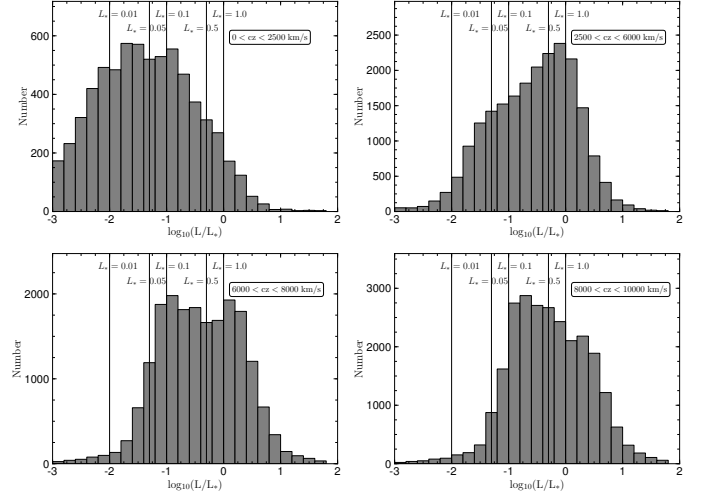 L* = 0.01 L* = 0.1 L* = 1.0
L* = 0.05 L* = 0.5
0 < cz < 2500 km/s
600
400
200
0
Number
-3 -2 -1 0 1 2
log10(L/L*)
L* = 0.01 L* = 0.1 L* = 1.0
L* = 0.05 L* = 0.5
2500 < cz < 6000 km/s
2500
2000
1500
1000
500
0
Number
-3 -2 -1 0 1 2
log10(L/L*)
L* = 0.01 L* = 0.1 L* = 1.0
L* = 0.05 L* = 0.5
6000 < cz < 8000 km/s
2000
1000
0
Number
-3 -2 -1 0 1 2
log10(L/L*)
L* = 0.01 L* = 0.1 L* = 1.0
L* = 0.05 L* = 0.5
8000 < cz < 10000 km/s
3000
2000
1000
0
Number
-3 -2 -1 0 1 2
log10(L/L*)